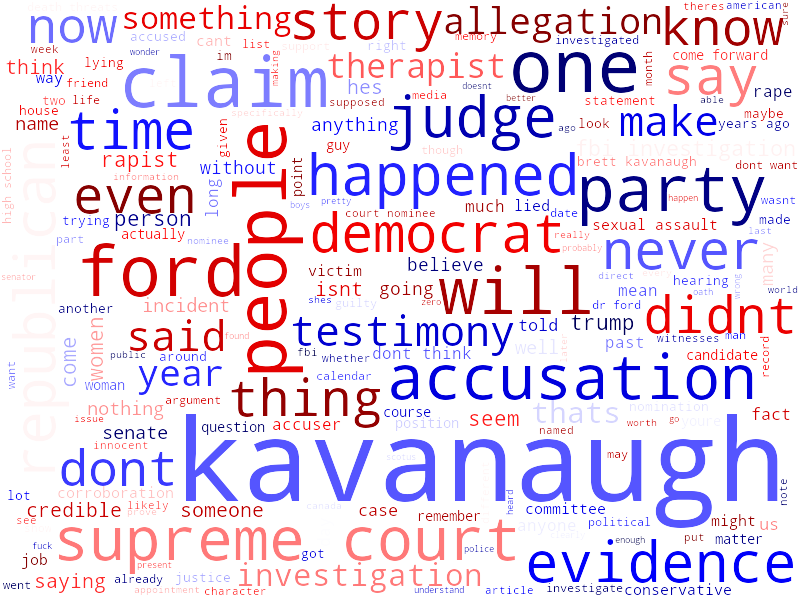 theres american
now something story allegation know sure
accused cant list support right memory investigated
week wonder making
think lying im claim hes therapist one say come forward month
way friend supposed media doesnt better statement able rape
two life
house time anything judge ago look make years ago maybe
name given guy though fbi investigation
high school least rapist information without people point happened brett kavanaugh dont want
even long boys pretty party happen wasnt
trying person court nominee much lied date sexual assault made
actually democrat really probably last
part nominee victim believe never many
republican ford isnt going direct hearing wrong
senator incident shes guilty zero will mean oath world
another women said found testimony told dr ford trump didnt
come public around fbi whether dont think well past witnesses man
want woman year calendar later candidate record
argument thing accusation
nothing course seem thats nomination fact
issue senate question accuser position named worth go youre
innocent
dont kavanaugh may
status
lot corroboration note
credible likely someone case remember canada heard committee anyone political might us
see prove
fuck supreme court got police enough put matter
job present
saying already justice investigation evidence
went appointment character understand article investigate conservative